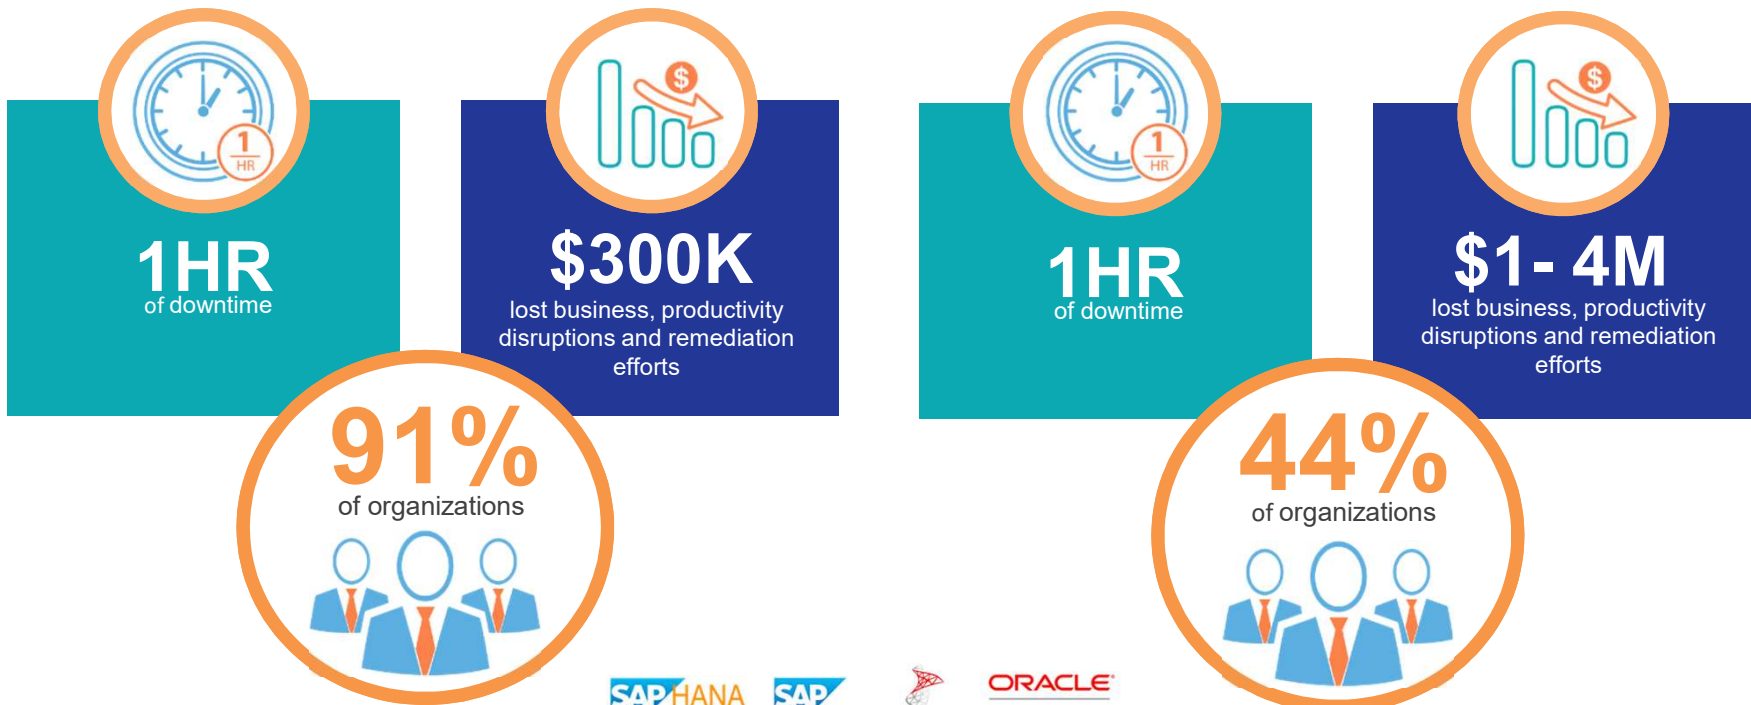 1
HR
$
1HR
of downtime
$300K
lost business, productivity
disruptions and remediation
efforts
91%
of organizations
1
HR
$
1HR
of downtime
$1- 4M
lost business, productivity
disruptions and remediation
efforts
44%
of organizations
SAP HANA
SAP
ORACLE®